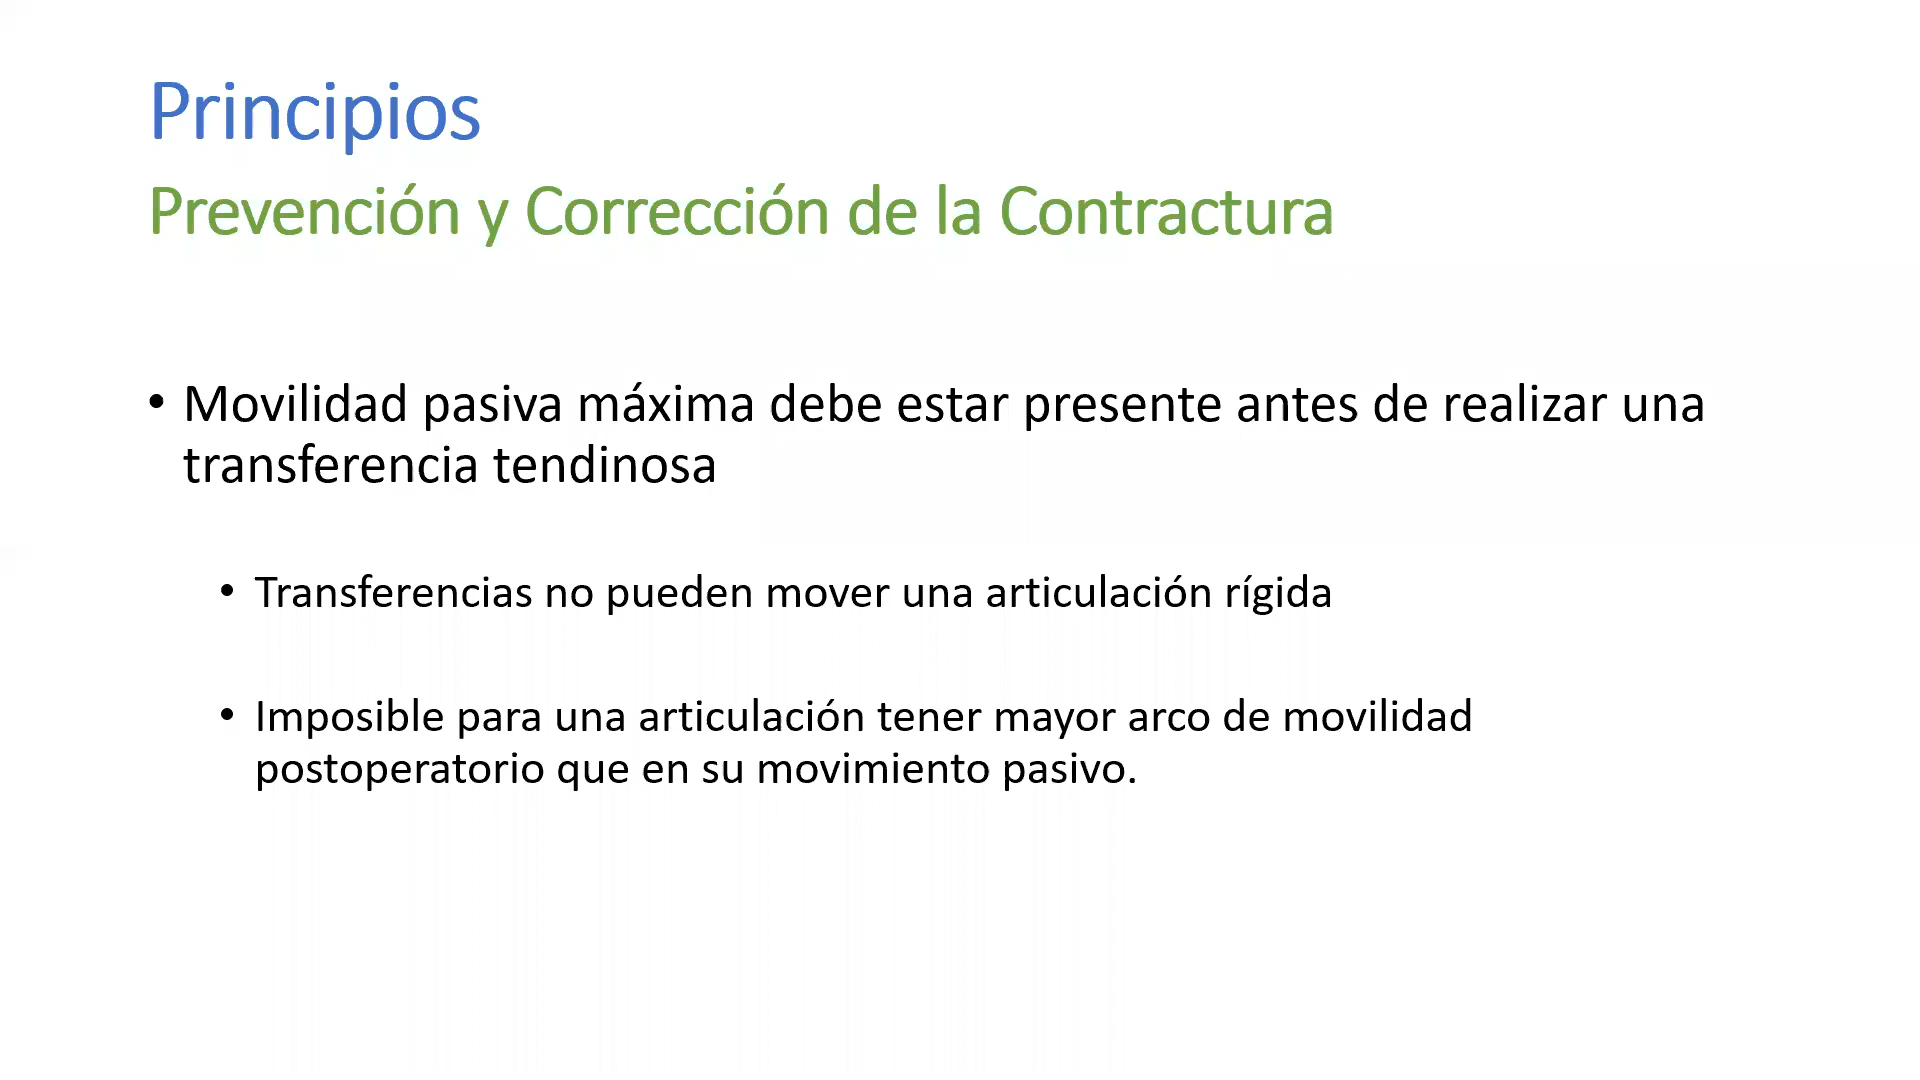 Principios
Prevención y Corrección de la Contractura
• Movilidad pasiva máxima debe estar presente antes de realizar una
transferencia tendinosa
• Transferencias no pueden mover una articulación rígida
• Imposible para una articulación tener mayor arco de movilidad
postoperatorio que en su movimiento pasivo.